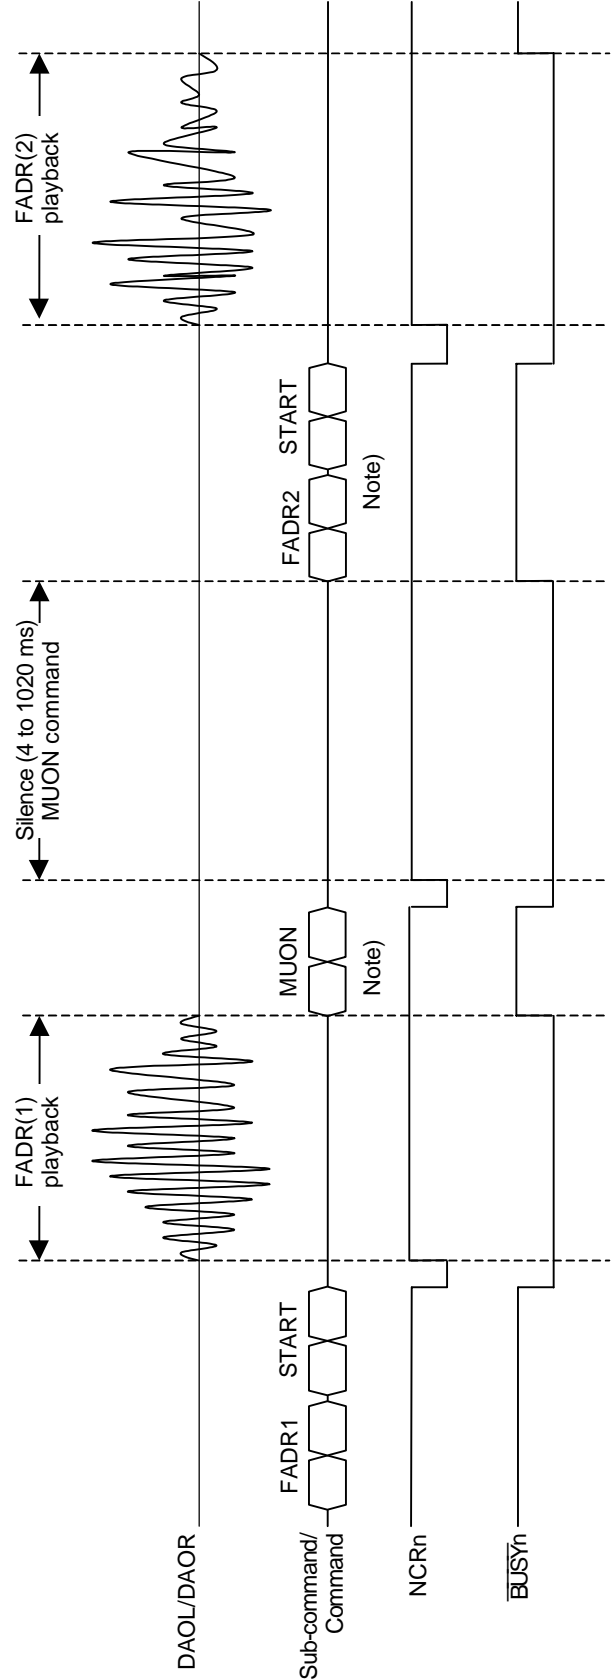 FADR(1)
playback
Silence (4 to 1020 ms)
MUON command
FADR(2)
playback
DAOL/DAOR
Sub-command/
Command
FADR1
START
MUON
FADR2
START
Note)
Note)
NCRn
BUSYn